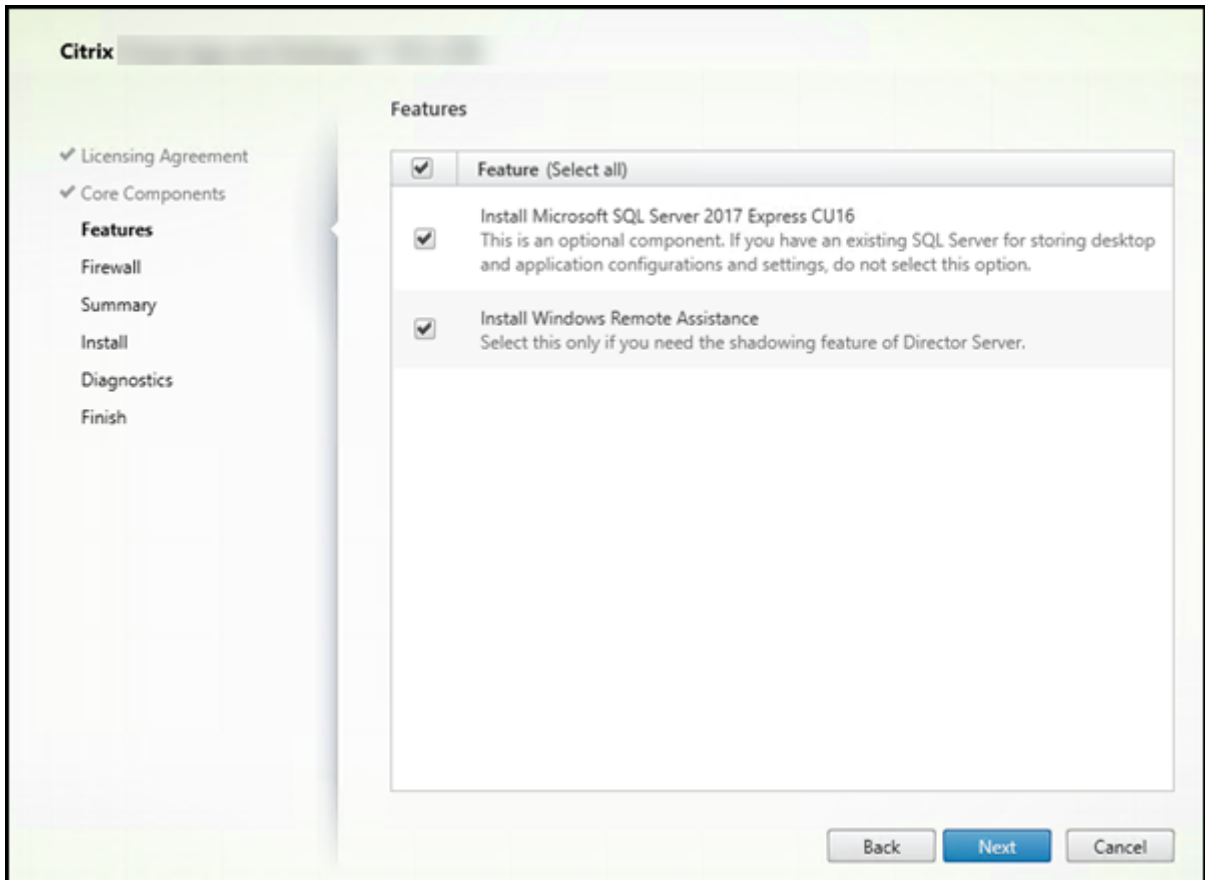 Citrix
Features
Licensing Agreement
Core Components
Features
Firewall
Summary
Install
Diagnostics
Finish
Feature (Select all)
Install Microsoft SQL Server 2017 Express CU16
This is an optional component. If you have an existing SQL Server for storing desktop
and application configurations and settings, do not select this option.
Install Windows Remote Assistance
Select this only if you need the shadowing feature of Director Server.
Back
Next
Cancel